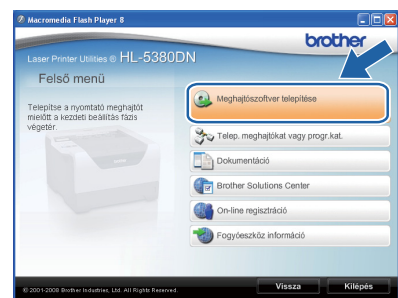 Macromedia Flash Player 8
brother
Laser Printer Utilities ® HL-5380DN
Felső menü
Telepítse a nyomtató meghajtót
mielőtt a kezdeti beállítás fázis
végetér.
Meghajtószoftver telepítése
Telep. meghajtókat vagy progr.kat.
Dokumentáció
Brother Solutions Center
On-line regisztráció
Fogyóeszköz információ
© 2001-2008 Brother Industries, Ltd. All Rights Reserved.
Vissza
Kilépés